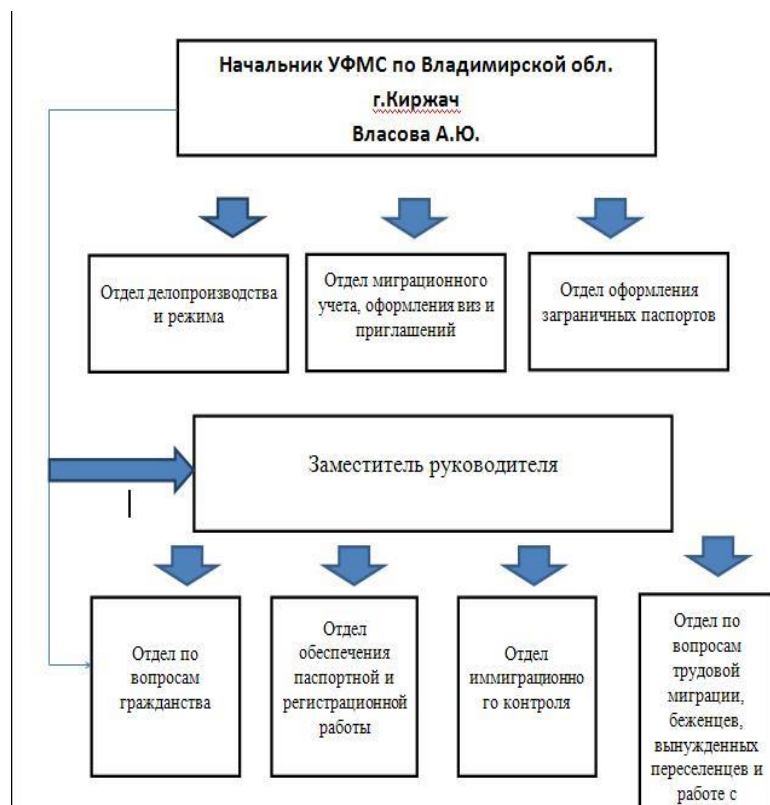 Начальник УФМС по Владимирской обл.
г.Киржач
Власова А.Ю.
Отдел делопроизводства
и режима
Отдел миграционного
учета, оформления виз и
приглашений
Отдел оформления
заграничных паспортов
Заместитель руководителя
Отдел по
вопросам
гражданства
Отдел
обеспечения
паспортной и
регистрационной
работы
Отдел
иммиграционно
го контроля
Отдел по
вопросам
трудовой
миграции,
беженцев,
вынужденных
переселенцев и
работе с